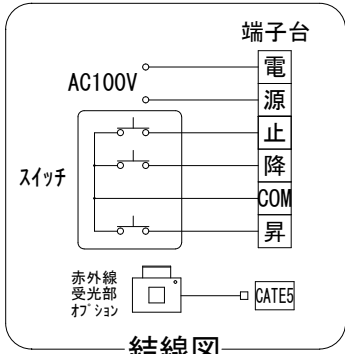 端子台
AC100V
電
源
止
降
COM
昇
スイッチ
赤外線
受光部
オプション
CATE5
結線図